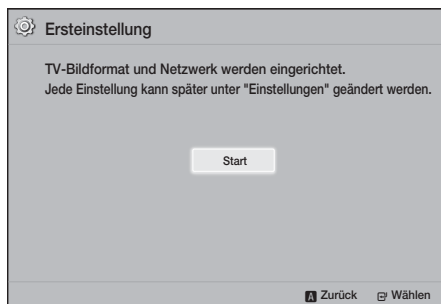 Ersteinstellung
TV-Bildformat und Netzwerk werden eingerichtet.
Jede Einstellung kann später unter "Einstellungen" geändert werden.
Start
A Zurück Wählen